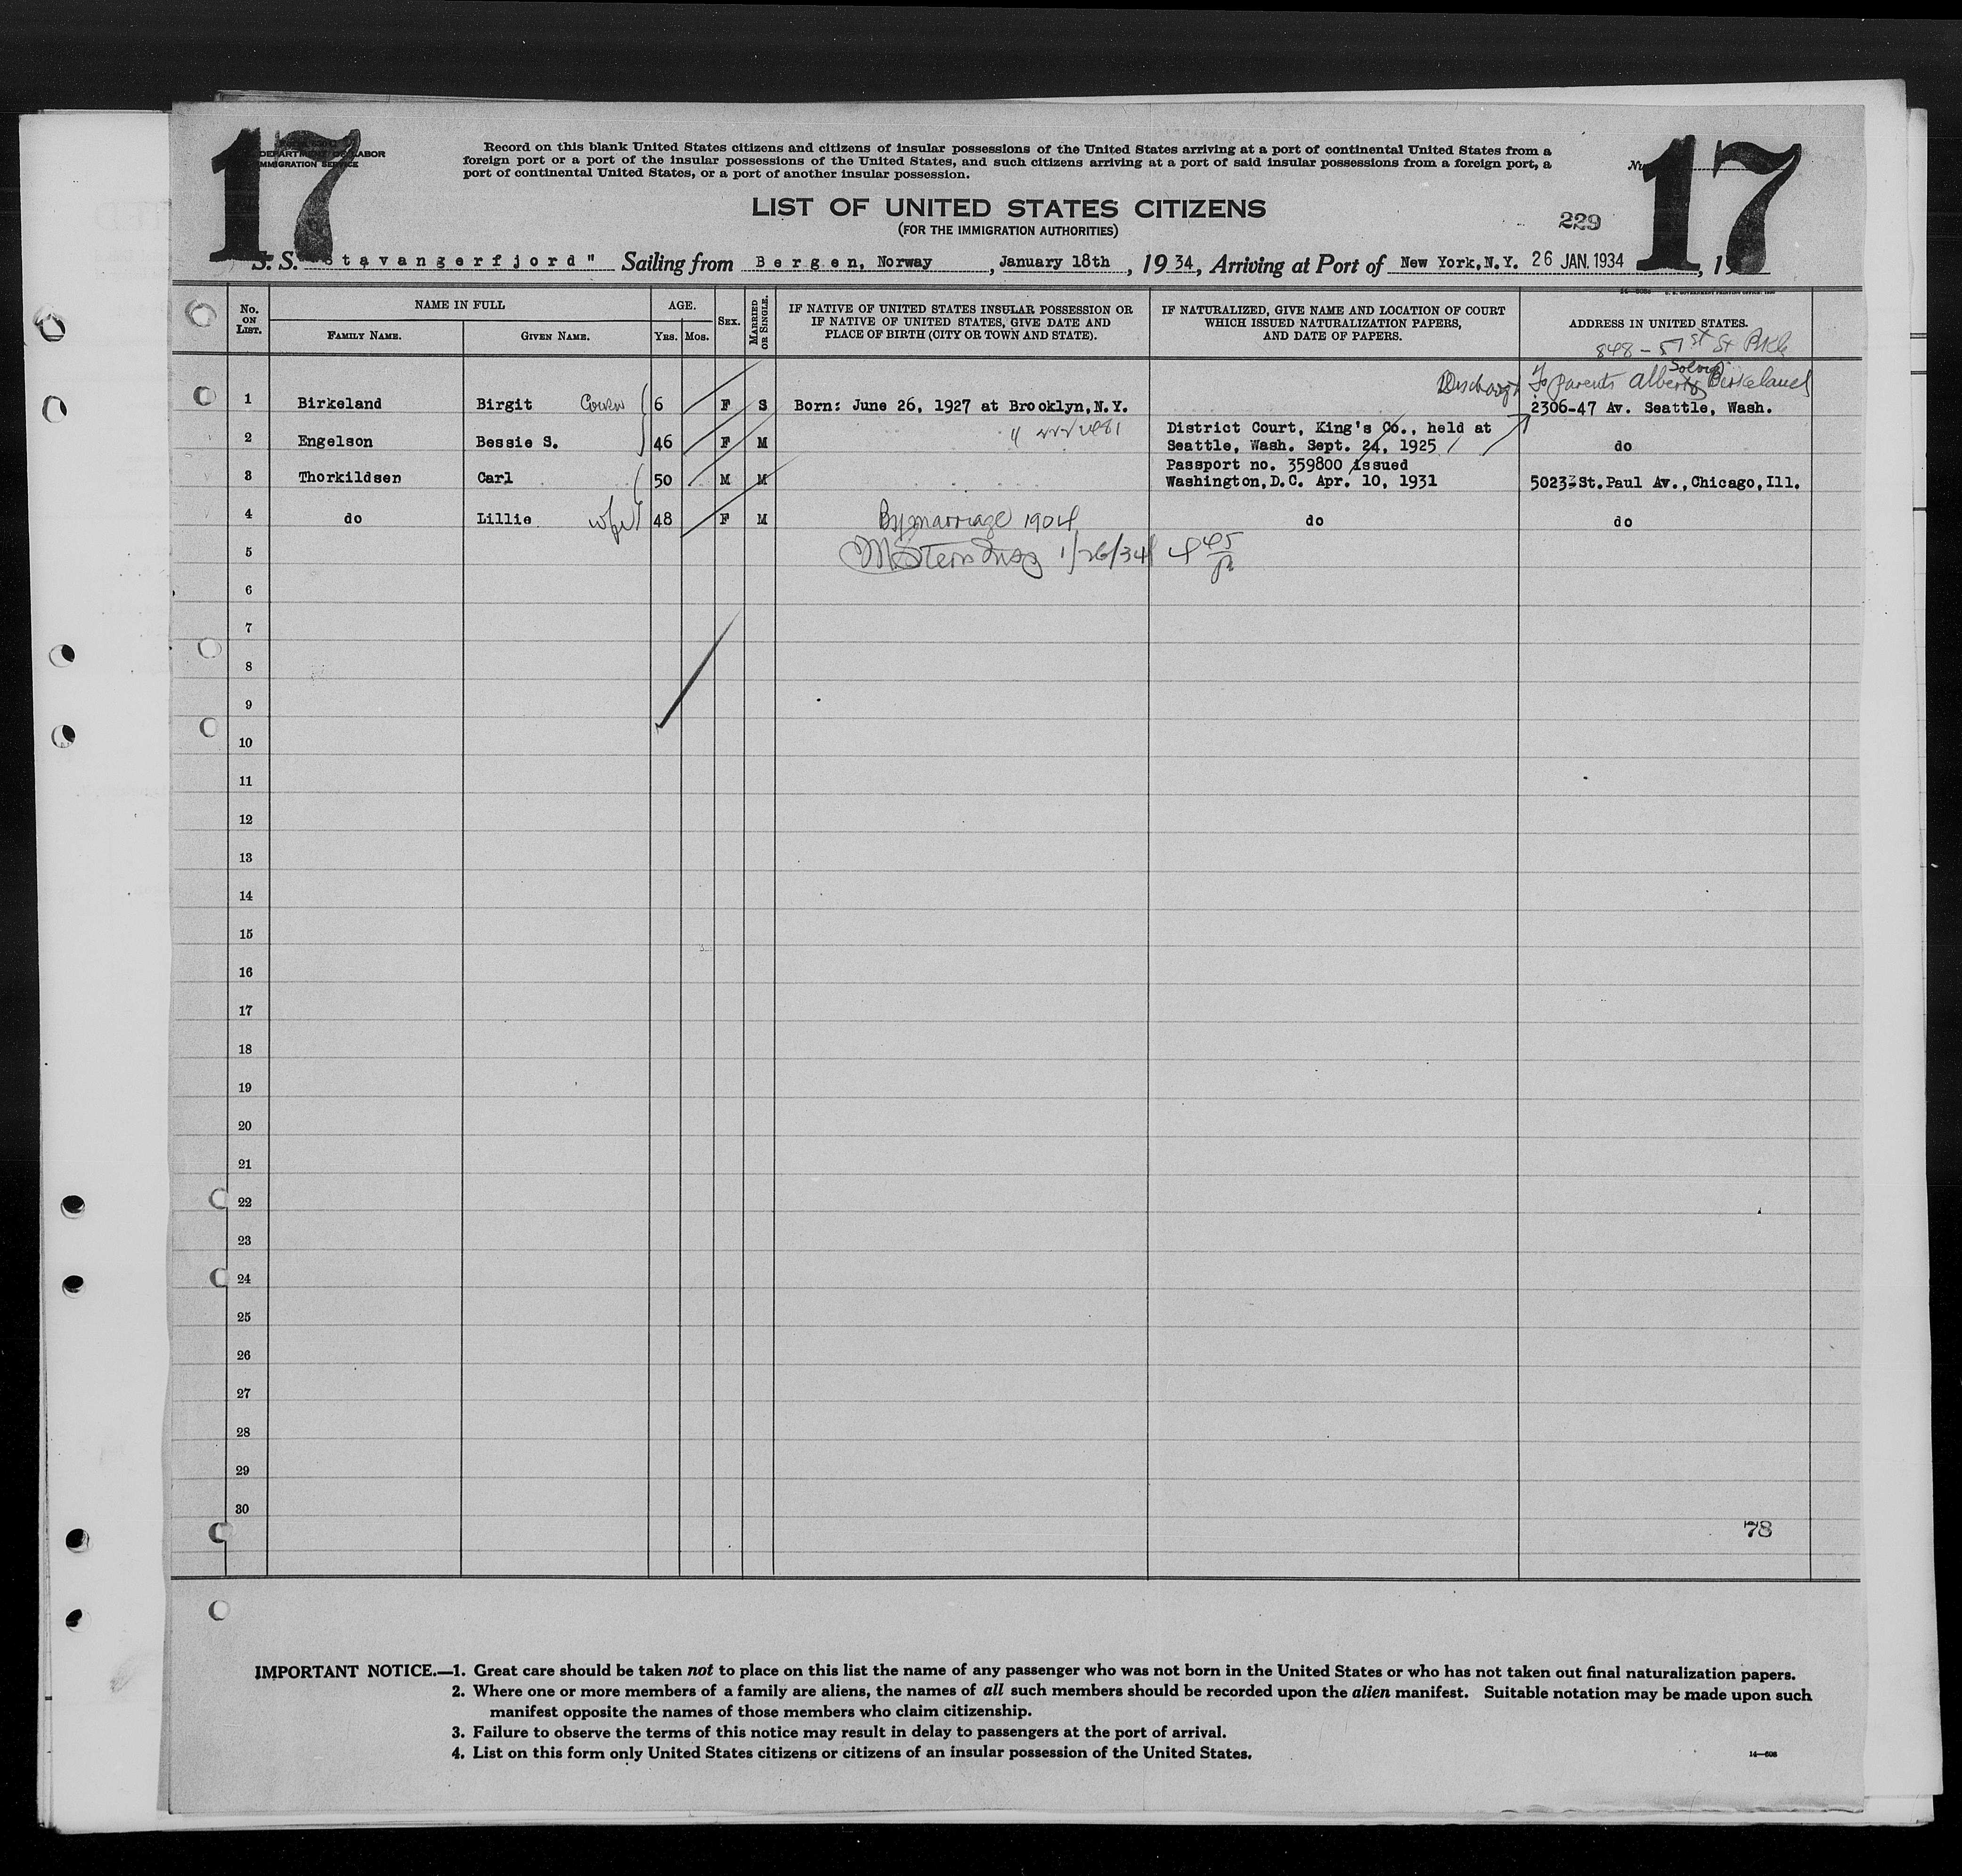 17
DEPARTMENT OF LABOR
IMMIGRATION SERVICE
Record on this blank United States citizens and citizens of insular possessions of the United States arriving at a port of continental United States from a
foreign port or a port of the insular possessions of the United States, and such citizens arriving at a port of said insular possessions from a foreign port, a
port of continental United States, or a port of another insular possession.
17
LIST OF UNITED STATES CITIZENS
(FOR THE IMMIGRATION AUTHORITIES)
229
S. S. "Stavangerfjord" Sailing from Bergen, Norway, January 18th, 1934, Arriving at Port of New York, N.Y. 26 JAN. 1934, 19
No. ON LIST.
NAME IN FULL
FAMILY NAME.
GIVEN NAME.
AGE.
YRS. MOS.
SEX.
MARRIED OR SINGLE.
IF NATIVE OF UNITED STATES INSULAR POSSESSION OR
IF NATIVE OF UNITED STATES, GIVE DATE AND
PLACE OF BIRTH (CITY OR TOWN AND STATE).
IF NATURALIZED, GIVE NAME AND LOCATION OF COURT
WHICH ISSUED NATURALIZATION PAPERS,
AND DATE OF PAPERS.
ADDRESS IN UNITED STATES.
848 - 57st St Bkln
To parents Albert Solveig Birkeland
1 Birkeland Birgit 6 F S Born: June 26, 1927 at Brooklyn, N.Y. 2306-47 Av. Seattle, Wash.
2 Engelson Bessie S. 46 F M District Court, King's Co., held at
Seattle, Wash. Sept. 24, 1925 do
3 Thorkildsen Carl 50 M M Passport no. 359800 issued
Washington, D.C. Apr. 10, 1931 5023 St. Paul Av., Chicago, Ill.
4 do Lillie wife 48 F M By marriage 1904 do do
5 1/26/34
6
7
8
9
10
11
12
13
14
15
16
17
18
19
20
21
22
23
24
25
26
27
28
29
30
78
IMPORTANT NOTICE.—1. Great care should be taken not to place on this list the name of any passenger who was not born in the United States or who has not taken out final naturalization papers.
2. Where one or more members of a family are aliens, the names of all such members should be recorded upon the alien manifest. Suitable notation may be made upon such
manifest opposite the names of those members who claim citizenship.
3. Failure to observe the terms of this notice may result in delay to passengers at the port of arrival.
4. List on this form only United States citizens or citizens of an insular possession of the United States.
14—606